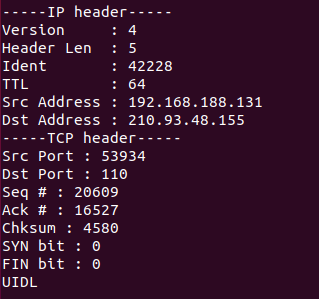 -----IP header-----
Version     : 4
Header Len  : 5
Ident       : 42228
TTL         : 64
Src Address : 192.168.188.131
Dst Address : 210.93.48.155
-----TCP header-----
Src Port : 53934
Dst Port : 110
Seq # : 20609
Ack # : 16527
Chksum : 4580
SYN bit : 0
FIN bit : 0
UIDL